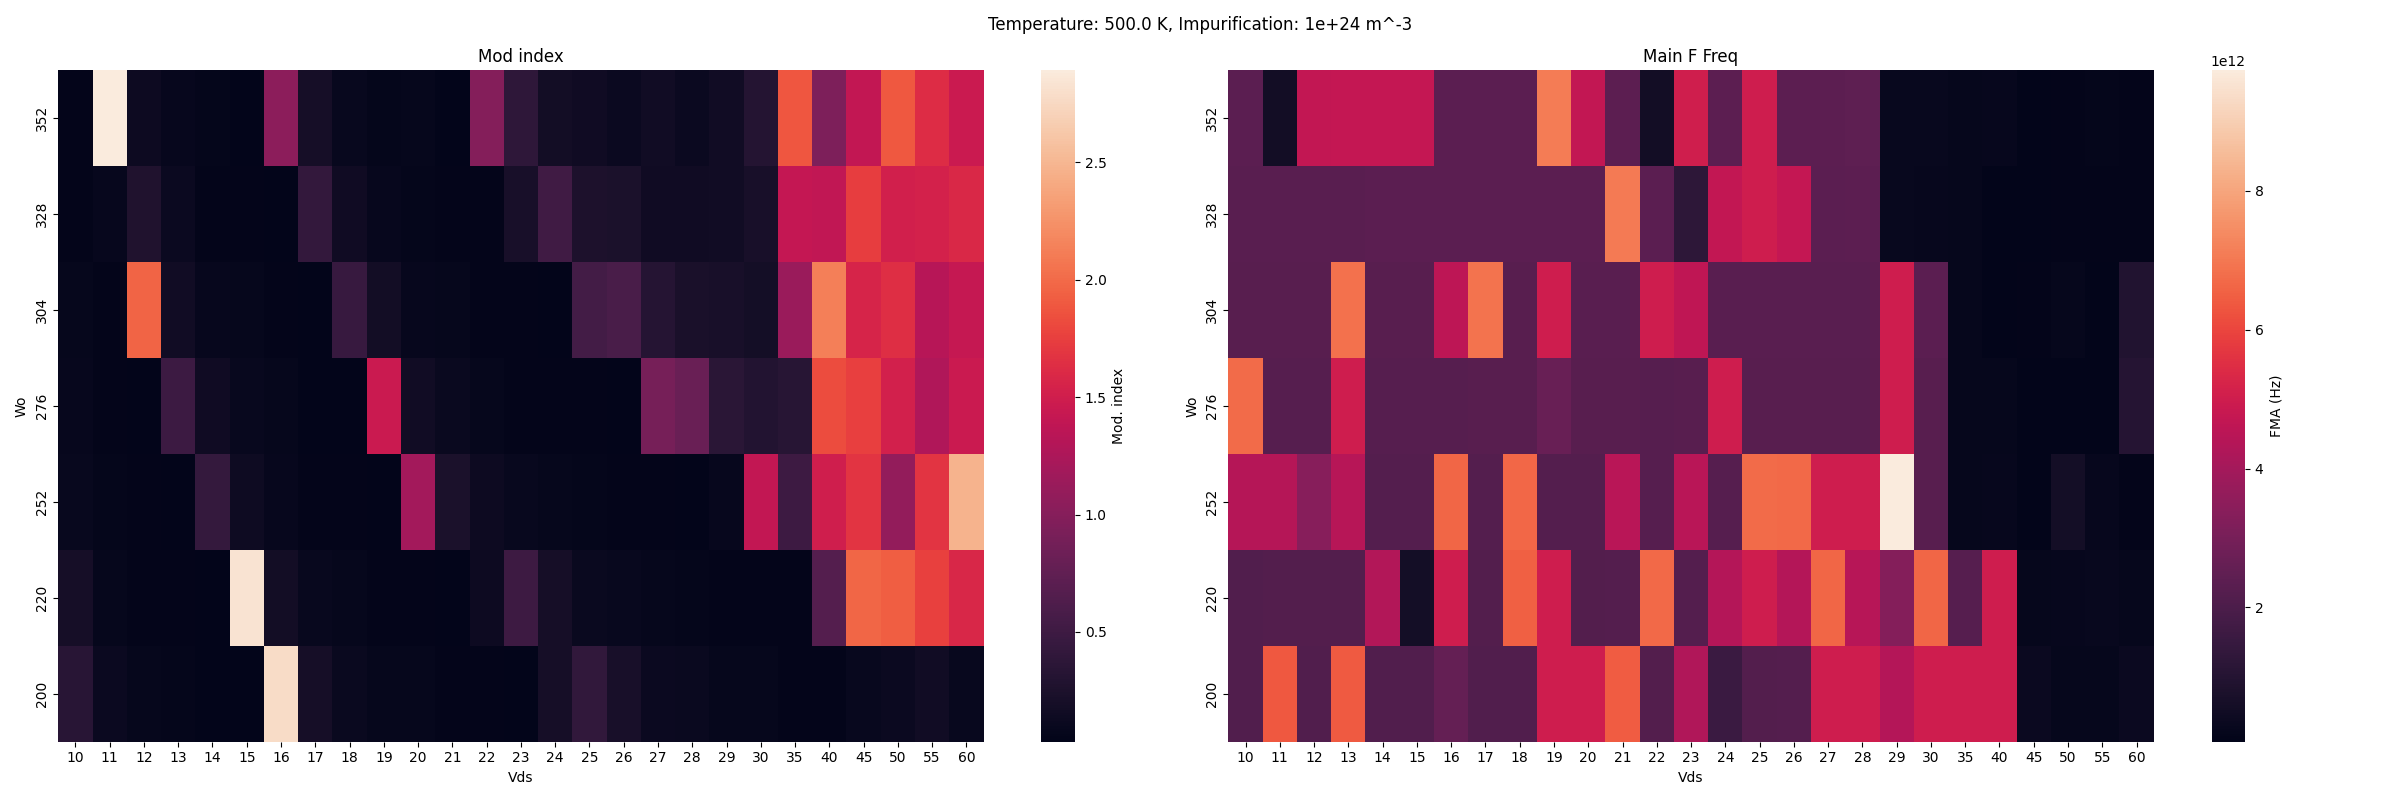 Temperature: 500.0 K, Impurification: 1e+24 m^-3
Mod index
352
328
304
276
252
220
200
Wo
10 11 12 13 14 15 16 17 18 19 20 21 22 23 24 25 26 27 28 29 30 35 40 45 50 55 60
Vds
2.5
2.0
1.5
1.0
0.5
Mod. index
Main F Freq
352
328
304
276
252
220
200
Wo
10 11 12 13 14 15 16 17 18 19 20 21 22 23 24 25 26 27 28 29 30 35 40 45 50 55 60
Vds
1e12
8
6
4
2
FMA (Hz)